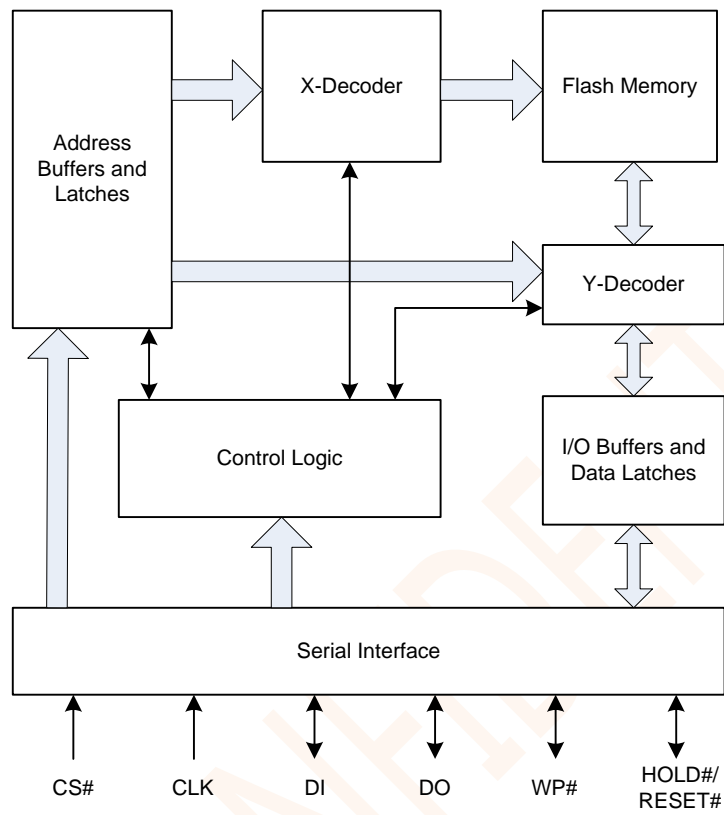 X-Decoder
Flash Memory
Address
Buffers and
Latches
Y-Decoder
Control Logic
I/O Buffers and
Data Latches
Serial Interface
CS#
CLK
DI
DO
WP#
HOLD#/
RESET#